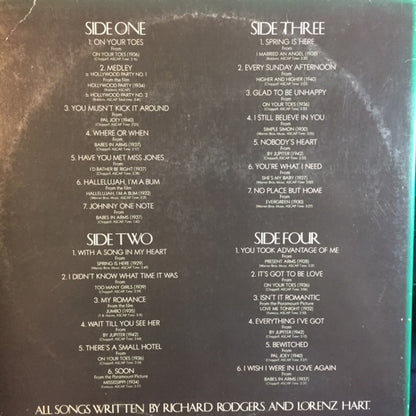 SIDE ONE
1. ON YOUR TOES
From
ON YOUR TOES (1936)
2. MEDLEY
a. HOLLYWOOD PARTY NO. 1
From the film
HOLLYWOOD PARTY (1934)
b. HOLLYWOOD PARTY NO. 2
3. YOU MUSN'T KICK IT AROUND
From
PAL JOEY (1940)
4. WHERE OR WHEN
From
BABES IN ARMS (1937)
5. HAVE YOU MET MISS JONES
From
I'D RATHER BE RIGHT (1937)
6. HALLELUJAH, I'M A BUM
From the film
HALLELUJAH, I'M A BUM (1932)
7. JOHNNY ONE NOTE
From
BABES IN ARMS (1937)
SIDE TWO
1. WITH A SONG IN MY HEART
From
SPRING IS HERE (1929)
2. I DIDN'T KNOW WHAT TIME IT WAS
From
TOO MANY GIRLS (1939)
3. MY ROMANCE
From the film
JUMBO (1935)
4. WAIT TILL YOU SEE HER
From
BY JUPITER (1942)
5. THERE'S A SMALL HOTEL
From
ON YOUR TOES (1936)
6. SOON
From the Paramount Picture
MISSISSIPPI (1934)
SIDE THREE
1. SPRING IS HERE
From
I MARRIED AN ANGEL (1938)
2. EVERY SUNDAY AFTERNOON
From
HIGHER AND HIGHER (1940)
3. GLAD TO BE UNHAPPY
From
ON YOUR TOES (1936)
4. I STILL BELIEVE IN YOU
From
SIMPLE SIMON (1930)
5. NOBODY'S HEART
From
BY JUPITER (1942)
6. YOU'RE WHAT I NEED
From
SHE'S MY BABY (1927)
7. NO PLACE BUT HOME
From
EVERGREEN (1930)
SIDE FOUR
1. YOU TOOK ADVANTAGE OF ME
From
PRESENT ARMS (1928)
2. IT'S GOT TO BE LOVE
From
ON YOUR TOES (1936)
3. ISN'T IT ROMANTIC
From the Paramount Picture
LOVE ME TONIGHT (1932)
4. EVERYTHING I'VE GOT
From
BY JUPITER (1942)
5. BEWITCHED
From
PAL JOEY (1940)
6. I WISH I WERE IN LOVE AGAIN
From
BABES IN ARMS (1937)
ALL SONGS WRITTEN BY RICHARD RODGERS AND LORENZ HART.